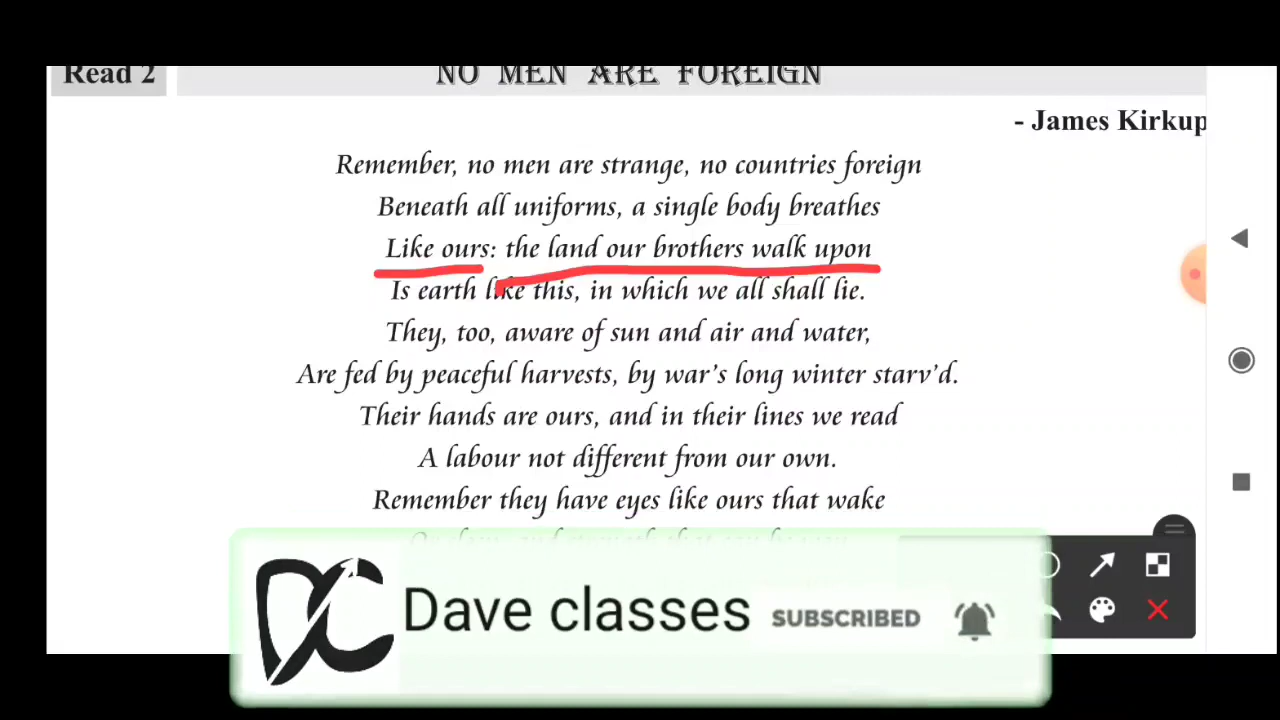 Read 2
NO MEN ARE FOREIGN
- James Kirkup
Remember, no men are strange, no countries foreign
Beneath all uniforms, a single body breathes
Like ours: the land our brothers walk upon
Is earth like this, in which we all shall lie.
They, too, aware of sun and air and water,
Are fed by peaceful harvests, by war's long winter starv'd.
Their hands are ours, and in their lines we read
A labour not different from our own.
Remember they have eyes like ours that wake
DC
Dave classes
SUBSCRIBED